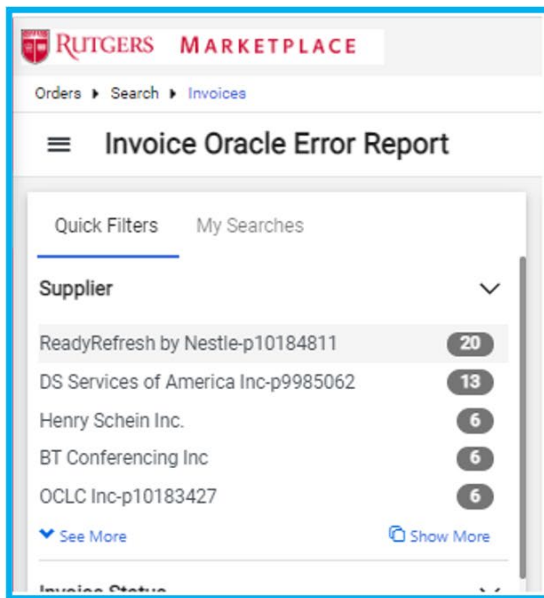 RUTGERS MARKETPLACE
Orders Search Invoices
Invoice Oracle Error Report
Quick Filters My Searches
Supplier
ReadyRefresh by Nestle-p10184811 20
DS Services of America Inc-p9985062 13
Henry Schein Inc. 6
BT Conferencing Inc 6
OCLC Inc-p10183427 6
See More Show More
Invoice Status